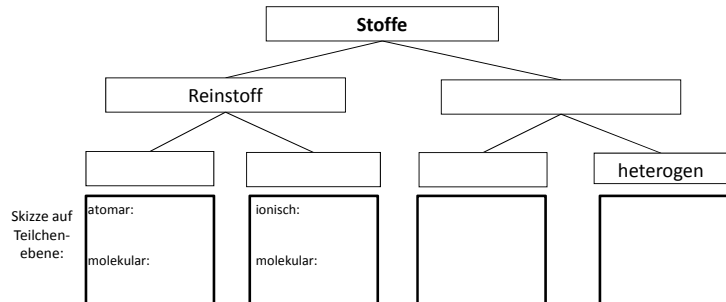 Stoffe
Reinstoff
heterogen
Skizze auf
Teilchen-
ebene:
atomar:
molekular:
ionisch:
molekular: